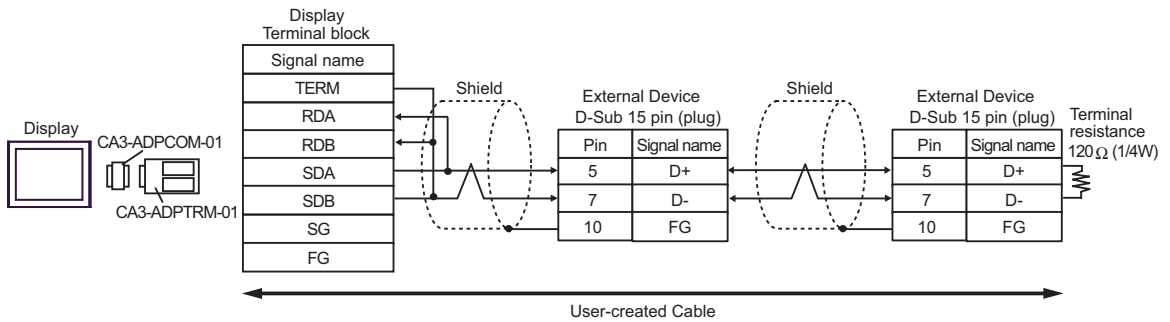 Display
CA3-ADPCOM-01
CA3-ADPTRM-01
Display
Terminal block
Signal name
TERM
RDA
RDB
SDA
SDB
SG
FG
Shield
External Device
D-Sub 15 pin (plug)
Pin Signal name
5 D+
7 D-
10 FG
Shield
External Device
D-Sub 15 pin (plug)
Pin Signal name
5 D+
7 D-
10 FG
Terminal
resistance
120Ω (1/4W)
User-created Cable